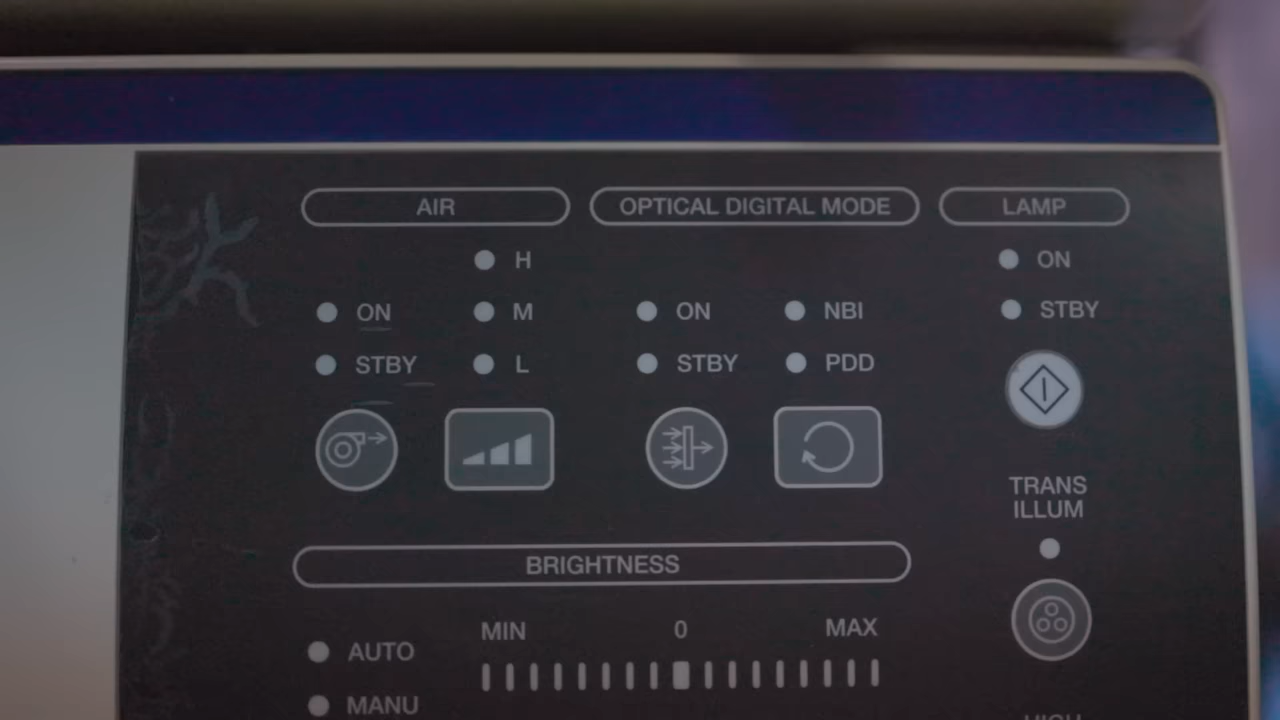 AIR
OPTICAL DIGITAL MODE
LAMP
H
ON
ON
M
ON
NBI
STBY
STBY
L
STBY
PDD
TRANS
ILLUM
BRIGHTNESS
MIN
0
MAX
AUTO
MANU
HIGH